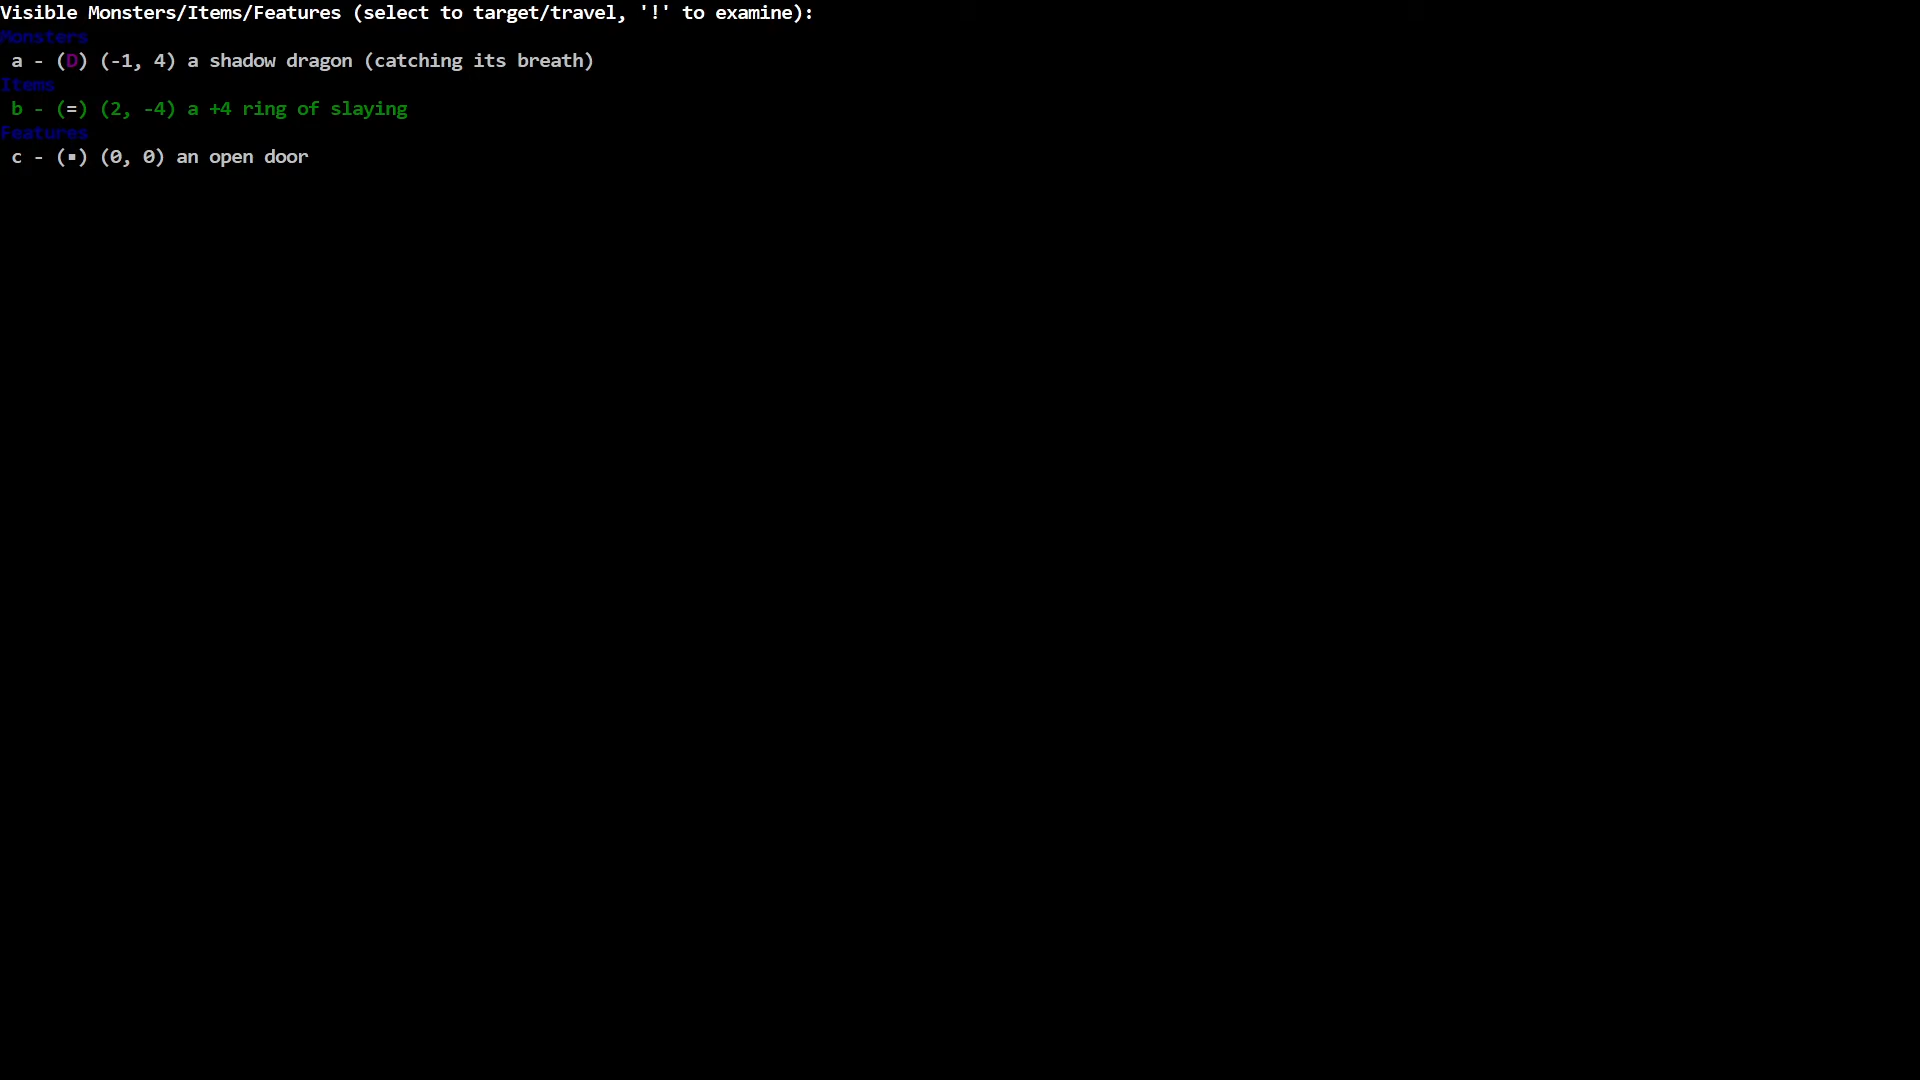 Visible Monsters/Items/Features (select to target/travel, '!' to examine):
Monsters
a - (D) (-1, 4) a shadow dragon (catching its breath)
Items
b - (=) (2, -4) a +4 ring of slaying
Features
c - (▪) (0, 0) an open door